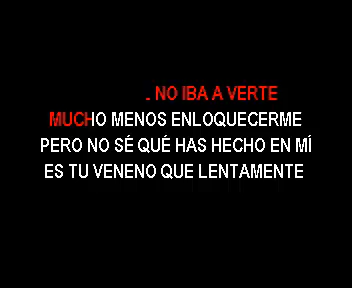 . NO IBA A VERTE
MUCHO MENOS ENLOQUECERME
PERO NO SÉ QUÉ HAS HECHO EN MÍ
ES TU VENENO QUE LENTAMENTE